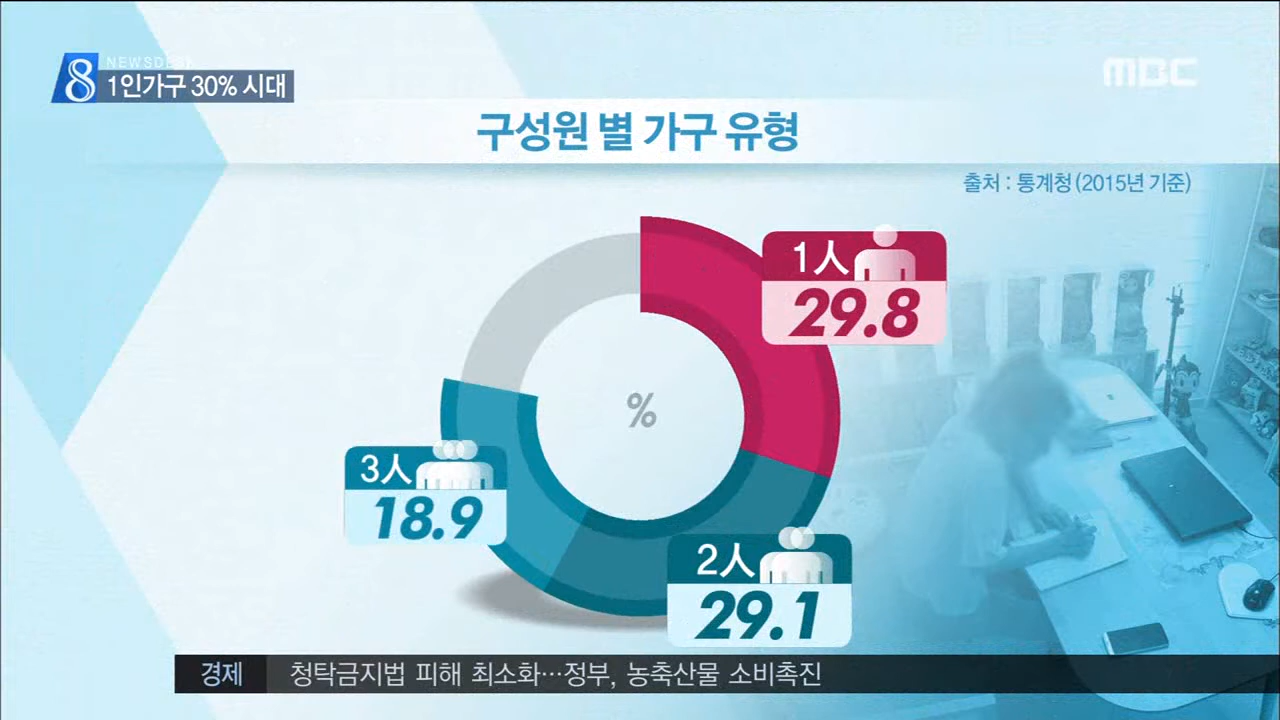 NEWSDESK
8 1인가구 30% 시대
MBC
구성원 별 가구 유형
출처 : 통계청 (2015년 기준)
1人
29.8
%
3人
18.9
2人
29.1
경제 청탁금지법 피해 최소화…정부, 농축산물 소비촉진